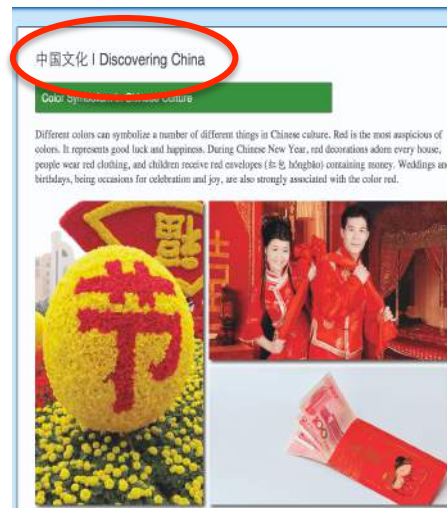 中国文化 I Discovering China
Color Symbolism in Chinese Culture
Different colors can symbolize a number of different things in Chinese culture. Red is the most auspicious of
colors. It represents good luck and happiness. During Chinese New Year, red decorations adorn every house,
people wear red clothing, and children receive red envelopes (红包 hóngbāo) containing money. Weddings and
birthdays, being occasions for celebration and joy, are also strongly associated with the color red.
节
100